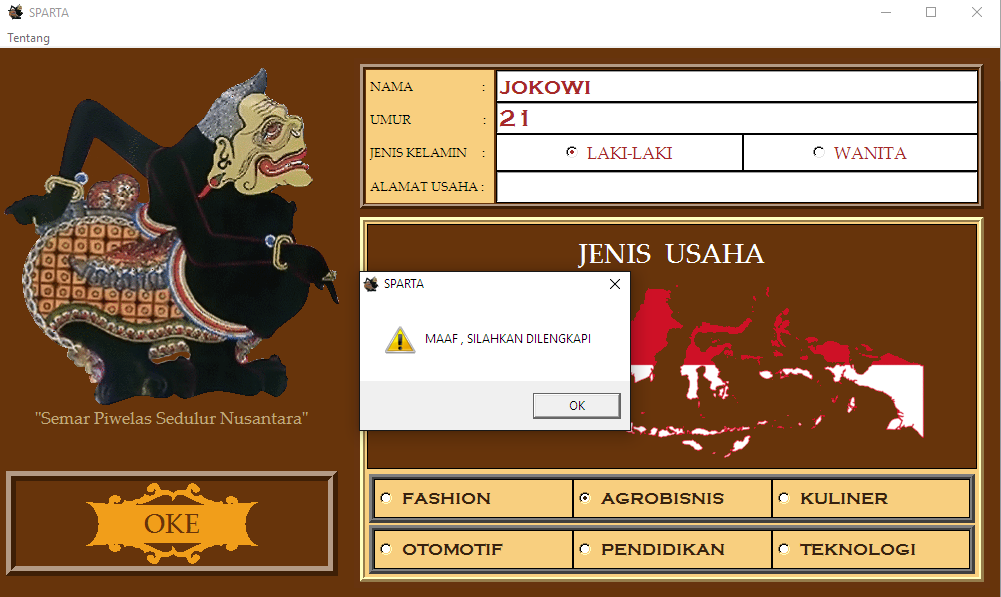 SPARTA
Tentang
NAMA : JOKOWI
UMUR : 21
JENIS KELAMIN : LAKI-LAKI WANITA
ALAMAT USAHA :
JENIS USAHA
SPARTA
MAAF , SILAHKAN DILENGKAPI
OK
"Semar Piwelas Sedulur Nusantara"
OKE
FASHION AGROBISNIS KULINER
OTOMOTIF PENDIDIKAN TEKNOLOGI